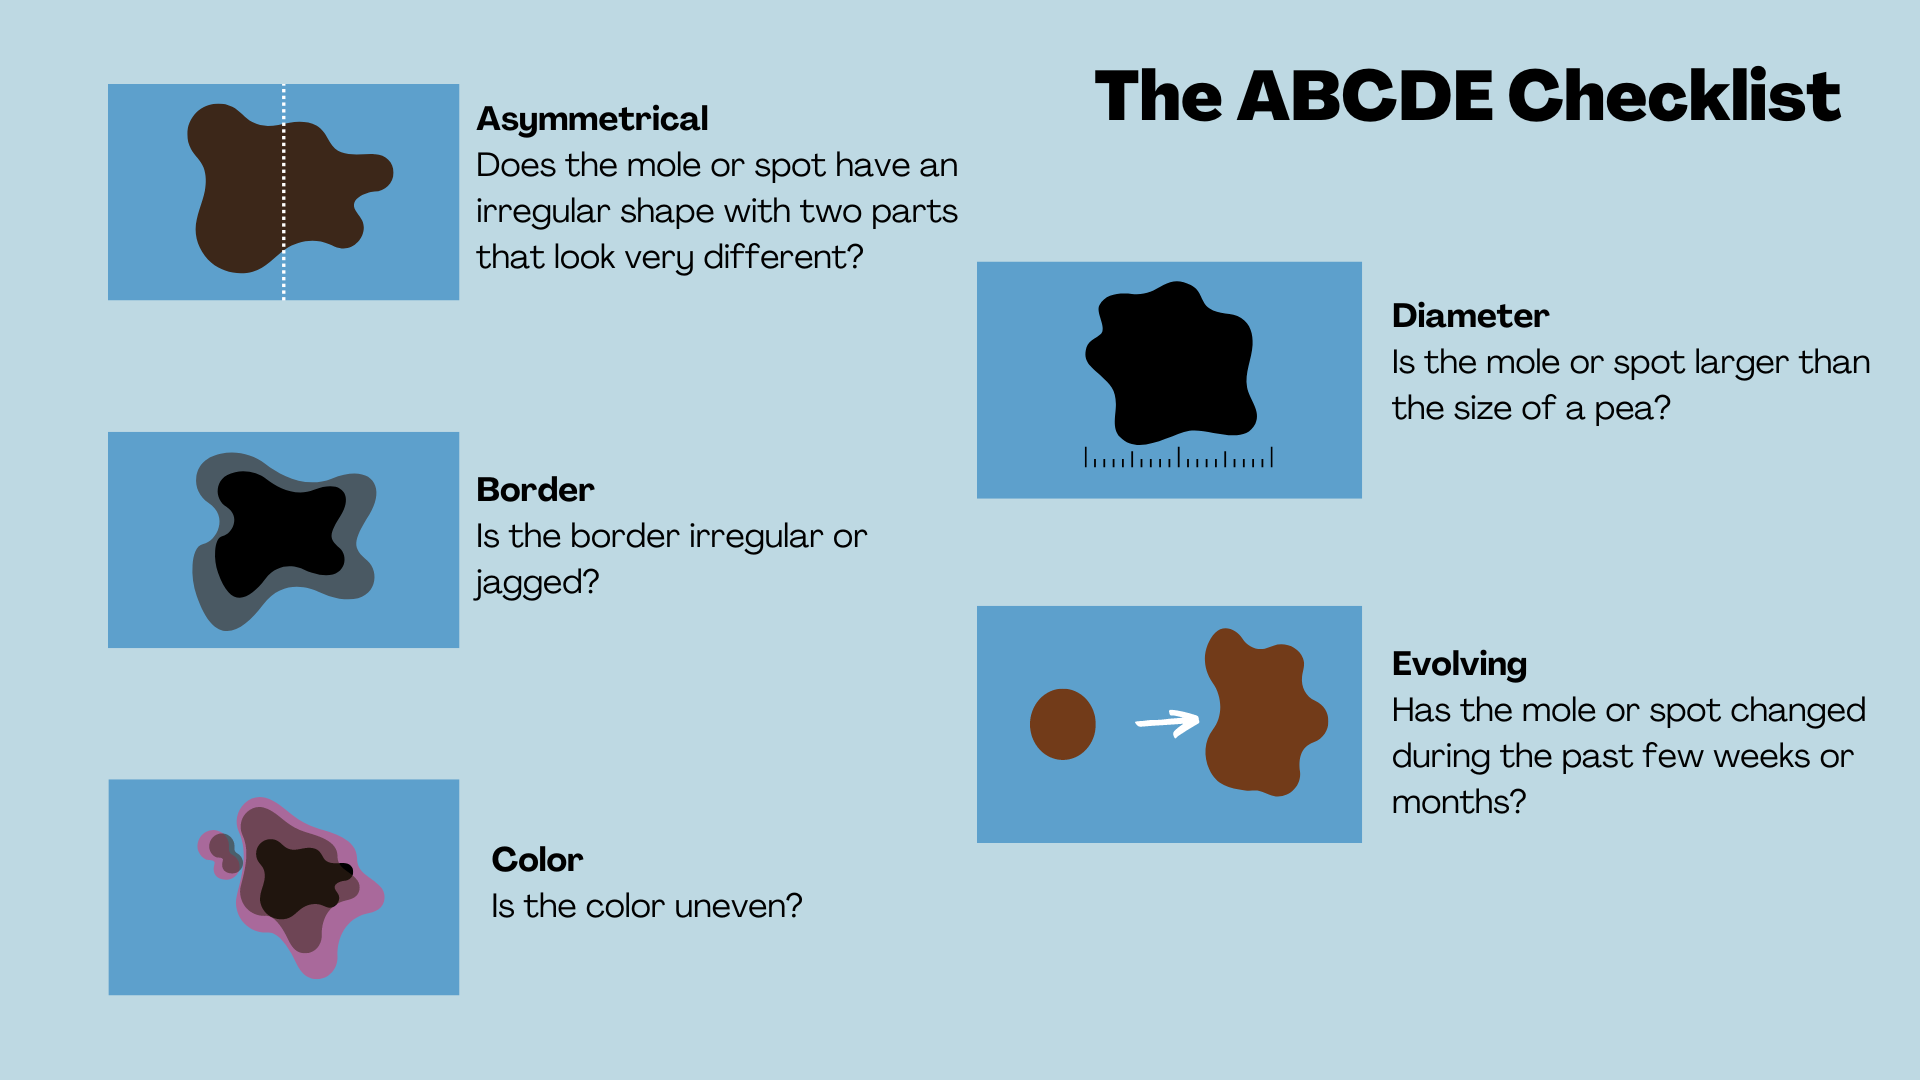 The ABCDE Checklist
Asymmetrical
Does the mole or spot have an
irregular shape with two parts
that look very different?
Border
Is the border irregular or
jagged?
Color
Is the color uneven?
Diameter
Is the mole or spot larger than
the size of a pea?
Evolving
Has the mole or spot changed
during the past few weeks or
months?